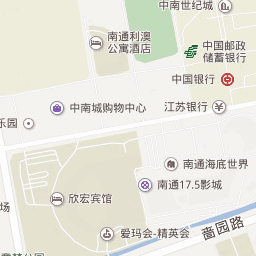 中南世纪城
南通利澳
公寓酒店
中国邮政
储蓄银行
中国银行
中南城购物中心
江苏银行
乐园
南通海底世界
南通17.5影城
欣宏宾馆
场
爱玛会-精英会
啬园路